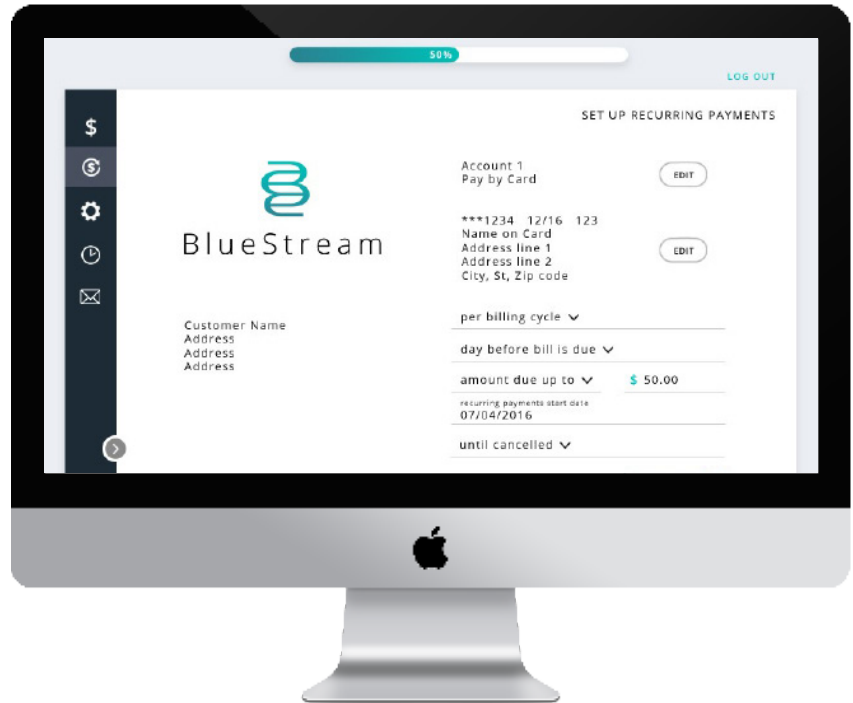 50%
LOG OUT
SET UP RECURRING PAYMENTS
BlueStream
Customer Name
Address
Address
Address
Account 1
Pay by Card
EDIT
***1234 12/16 123
Name on Card
Address line 1
Address line 2
City, St, Zip code
EDIT
per billing cycle
day before bill is due
amount due up to $ 50.00
recurring payments start date
07/04/2016
until cancelled